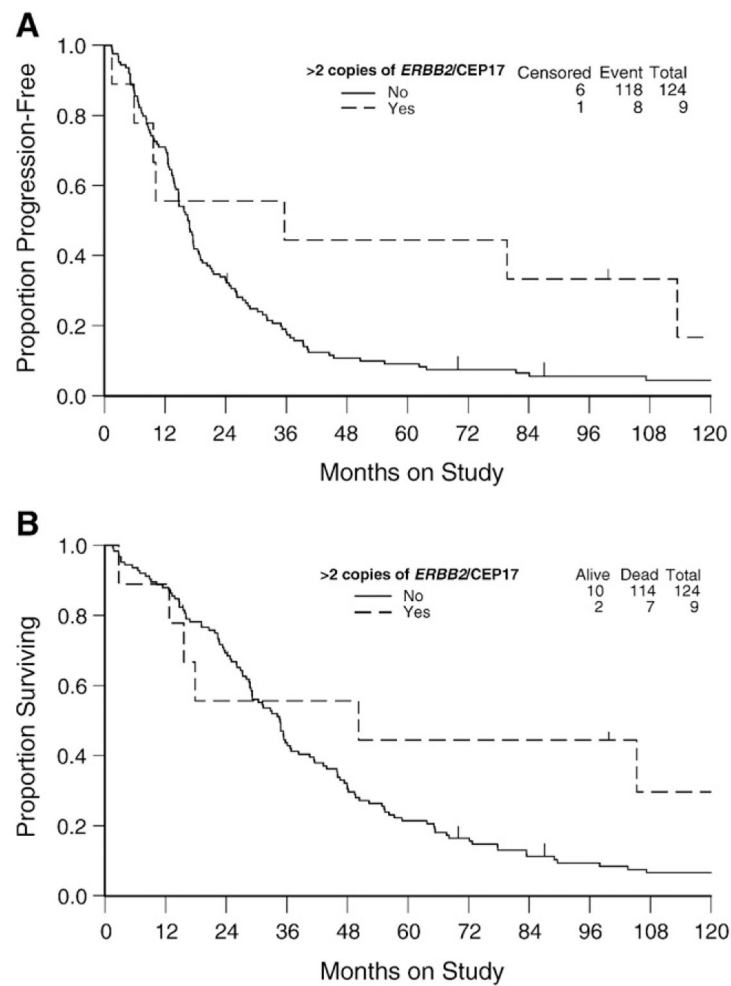 A
>2 copies of ERBB2/CEP17 Censored Event Total
No 6 118 124
Yes 1 8 9
Proportion Progression-Free
1.0
0.8
0.6
0.4
0.2
0.0
0 12 24 36 48 60 72 84 96 108 120
Months on Study
B
>2 copies of ERBB2/CEP17 Alive Dead Total
No 10 114 124
Yes 2 7 9
Proportion Surviving
1.0
0.8
0.6
0.4
0.2
0.0
0 12 24 36 48 60 72 84 96 108 120
Months on Study